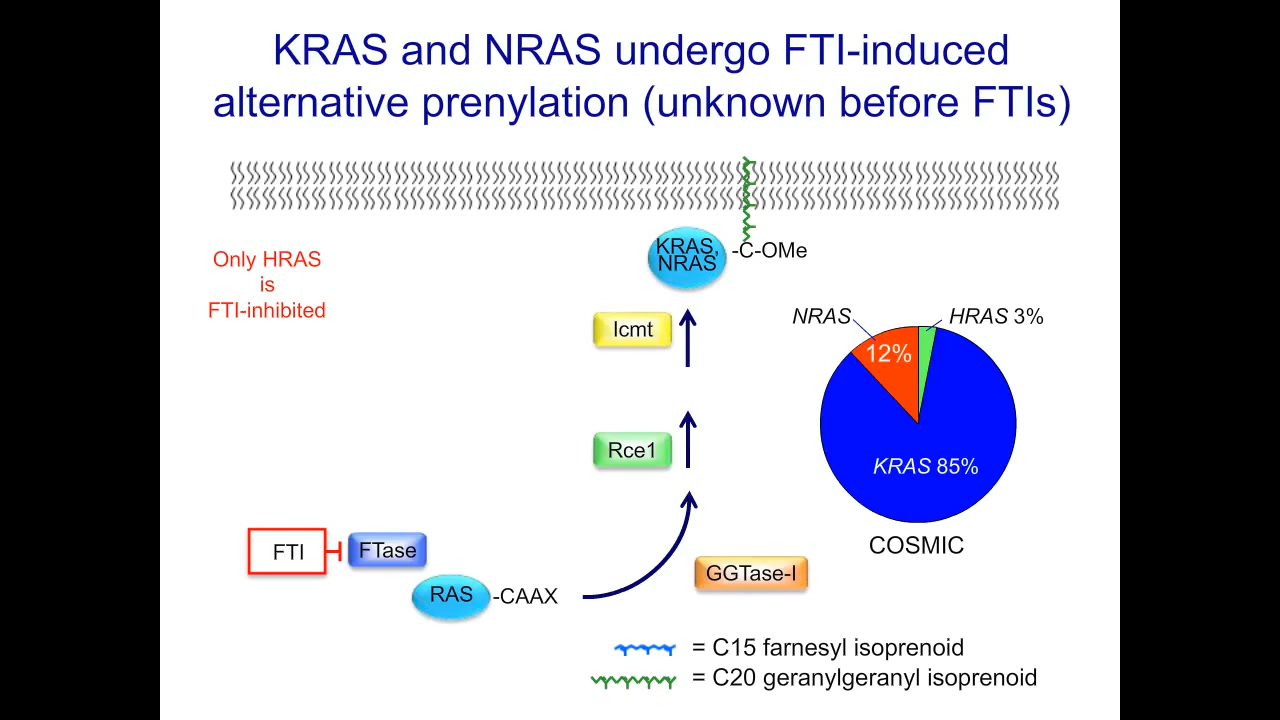 KRAS and NRAS undergo FTI-induced
alternative prenylation (unknown before FTIs)
Only HRAS
is
FTI-inhibited
KRAS,
NRAS
-C-OMe
Icmt
Rce1
FTI
FTase
RAS
-CAAX
GGTase-I
NRAS
HRAS 3%
12%
KRAS 85%
COSMIC
= C15 farnesyl isoprenoid
= C20 geranylgeranyl isoprenoid